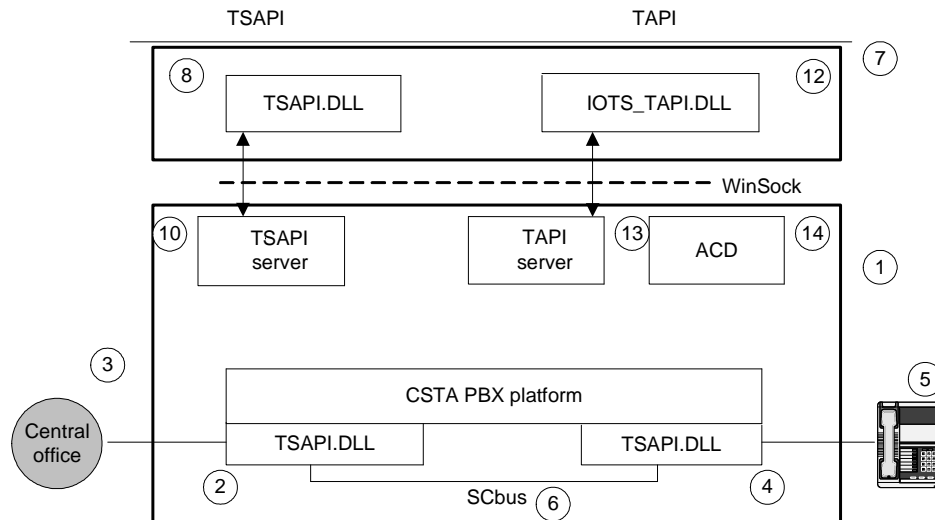 TSAPI
TAPI
7
8
12
TSAPI.DLL
IOTS_TAPI.DLL
WinSock
10
TSAPI
server
TAPI
server
13
ACD
14
1
3
5
CSTA PBX platform
Central
office
TSAPI.DLL
TSAPI.DLL
2
4
SCbus
6